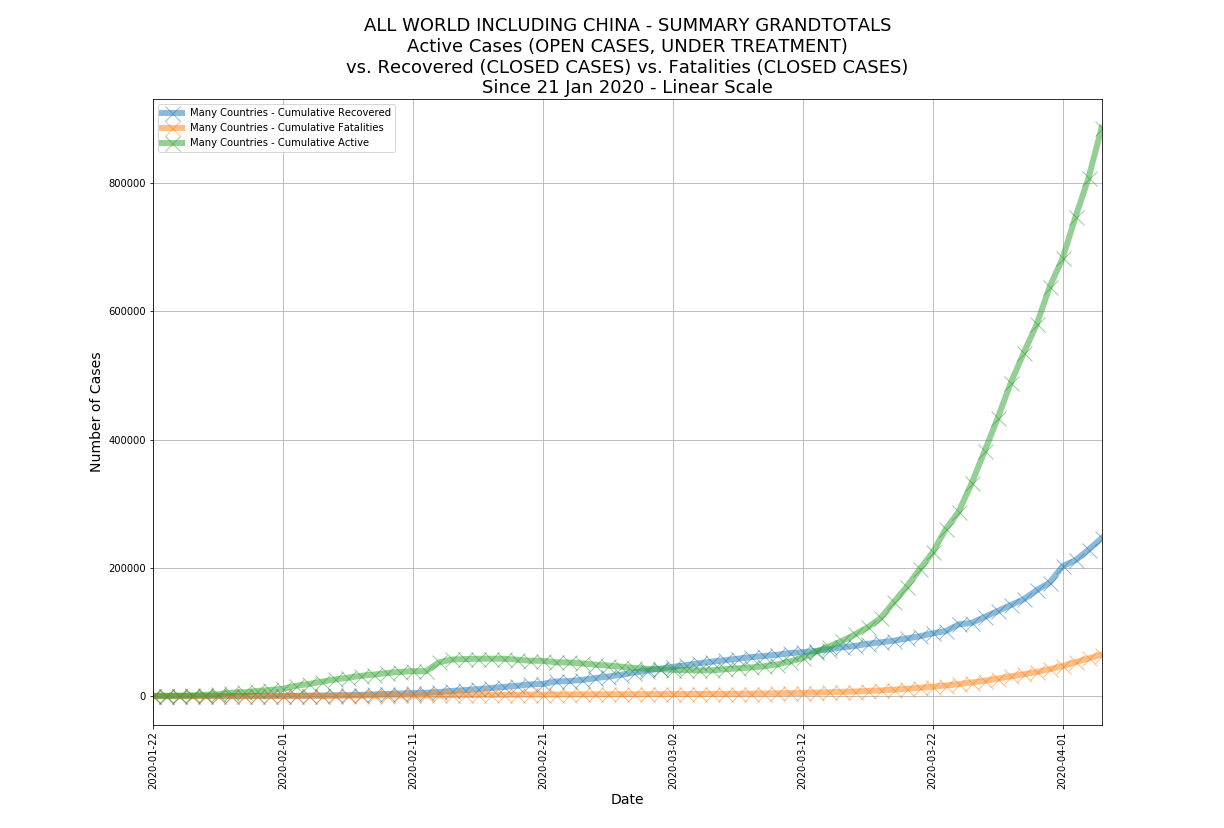 ALL WORLD INCLUDING CHINA - SUMMARY GRANDTOTALS
Active Cases (OPEN CASES, UNDER TREATMENT)
vs. Recovered (CLOSED CASES) vs. Fatalities (CLOSED CASES)
Since 21 Jan 2020 - Linear Scale
Many Countries - Cumulative Recovered
Many Countries - Cumulative Fatalities
Many Countries - Cumulative Active
Number of Cases
800000
600000
400000
200000
0
2020-01-22
2020-02-01
2020-02-11
2020-02-21
2020-03-02
2020-03-12
2020-03-22
2020-04-01
Date